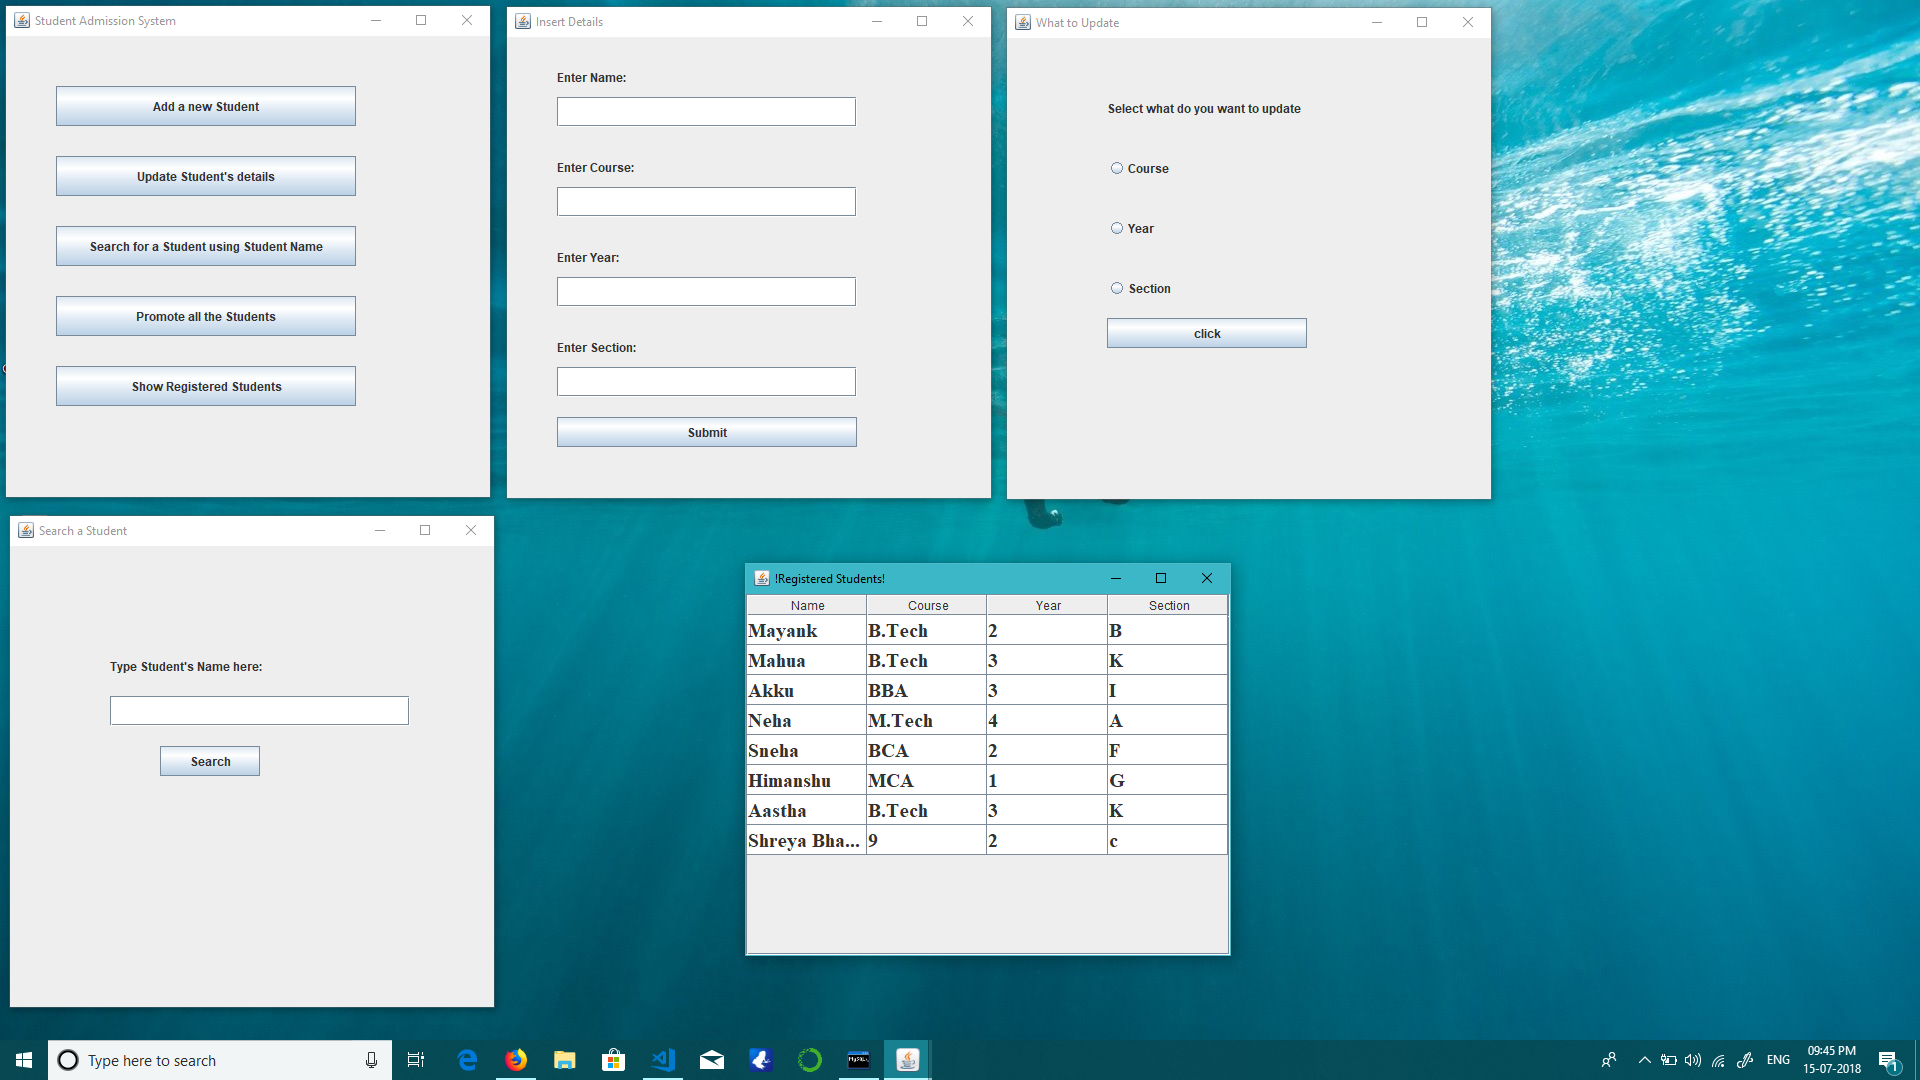 Student Admission System
Add a new Student
Update Student's details
Search for a Student using Student Name
Promote all the Students
Show Registered Students
Insert Details
Enter Name:
Enter Course:
Enter Year:
Enter Section:
Submit
What to Update
Select what do you want to update
Course
Year
Section
click
Search a Student
Type Student's Name here:
Search
!Registered Students!
Name Course Year Section
Mayank B.Tech 2 B
Mahua B.Tech 3 K
Akku BBA 3 I
Neha M.Tech 4 A
Sneha BCA 2 F
Himanshu MCA 1 G
Aastha B.Tech 3 K
Shreya Bha... 9 2 c
Type here to search
MySQL
ENG
09:45 PM
15-07-2018
1